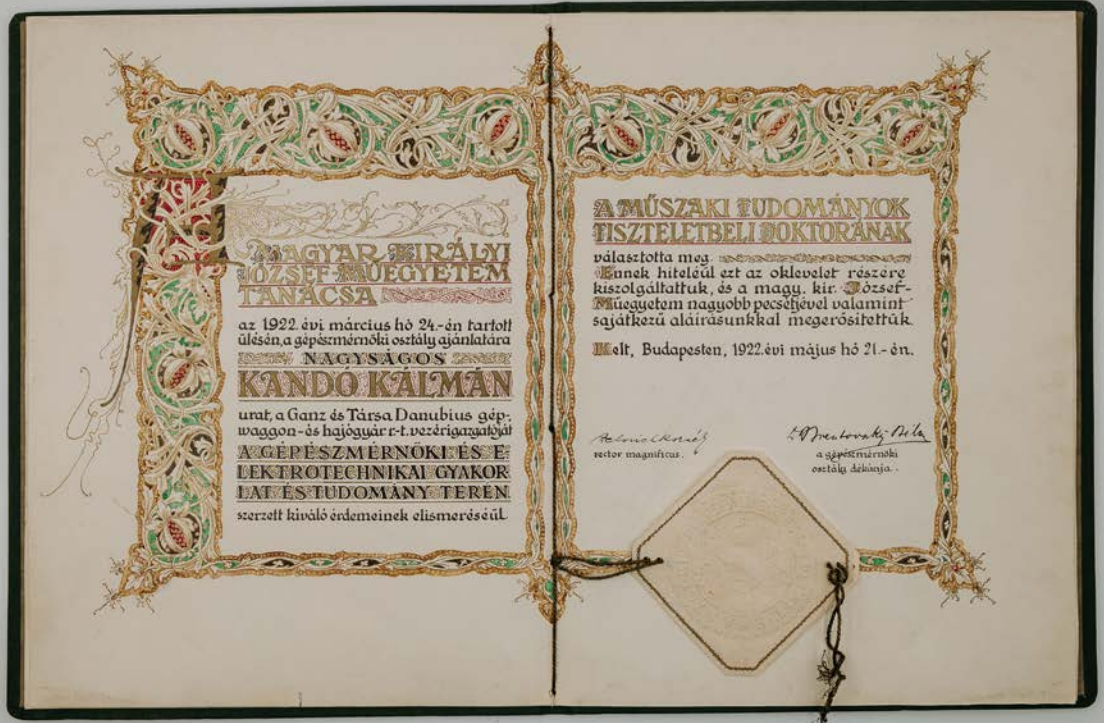 A
MAGYAR KIRÁLYI
JÓZSEF-MŰEGYETEM
TANÁCSA
az 1922. évi március hó 24.-én tartott
ülésén, a gépészmérnöki osztály ajánlatára
NAGYSÁGOS
KANDÓ KÁLMÁN
urat, a Ganz és Társa Danubius gép-,
waggon- és hajógyár r.-t. vezérigazgatóját
A GÉPÉSZMÉRNÖKI ÉS E-
LEKTROTECHNIKAI GYAKOR
LAT ÉS TUDOMÁNY TERÉN
szerzett kiváló érdemeinek elismeréséül
A MŰSZAKI TUDOMÁNYOK
TISZTELETBELI DOKTORÁNAK
választotta meg.
Ennek hiteléül ezt az oklevelet részére
kiszolgáltattuk, és a magy. kir. József-
Műegyetem nagyobb pecsétjével valamint
sajátkezű aláirásunkkal megerősitettük.
Kelt, Budapesten, 1922. évi május hó 21.-én.
rector magnificus.
a gépészmérnöki
osztály dékánja.